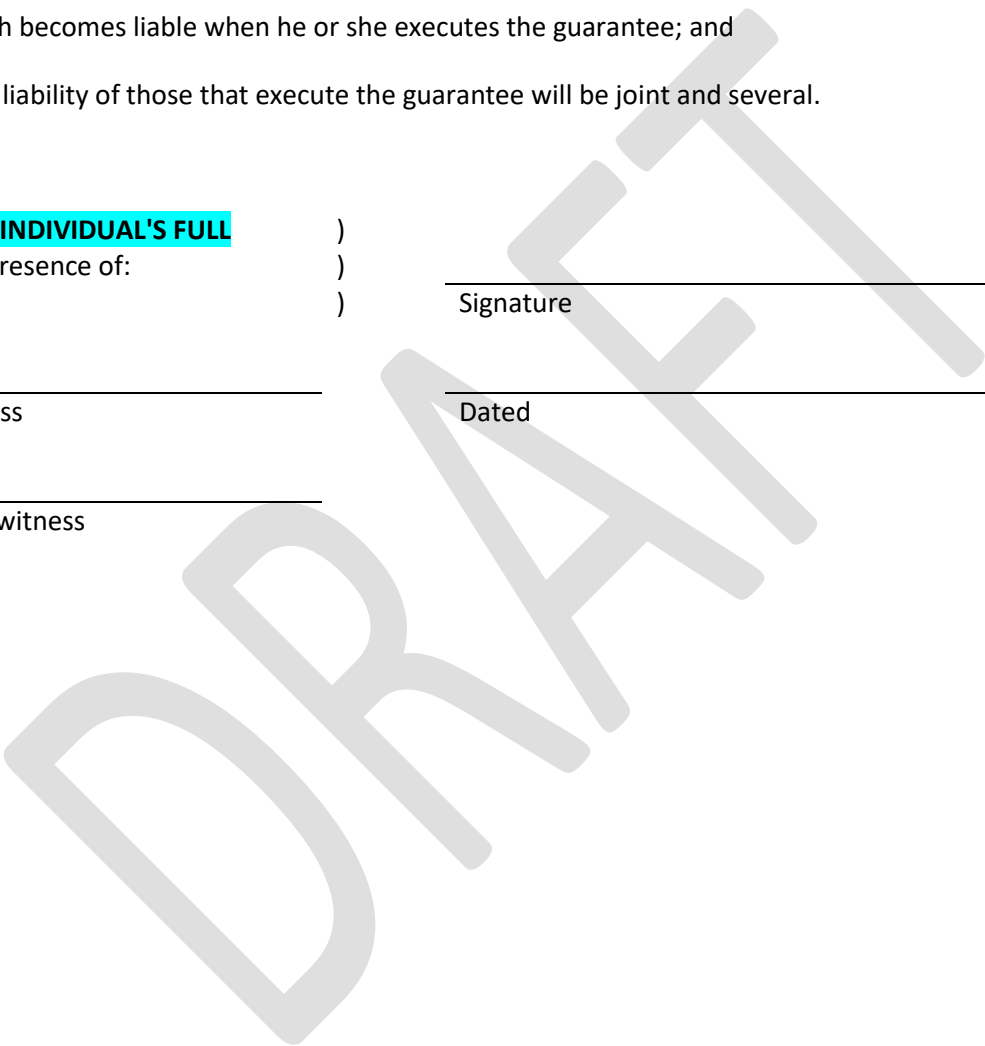 h becomes liable when he or she executes the guarantee; and
liability of those that execute the guarantee will be joint and several.
INDIVIDUAL'S FULL )
resence of: )
) Signature
ss Dated
witness
DRAFT